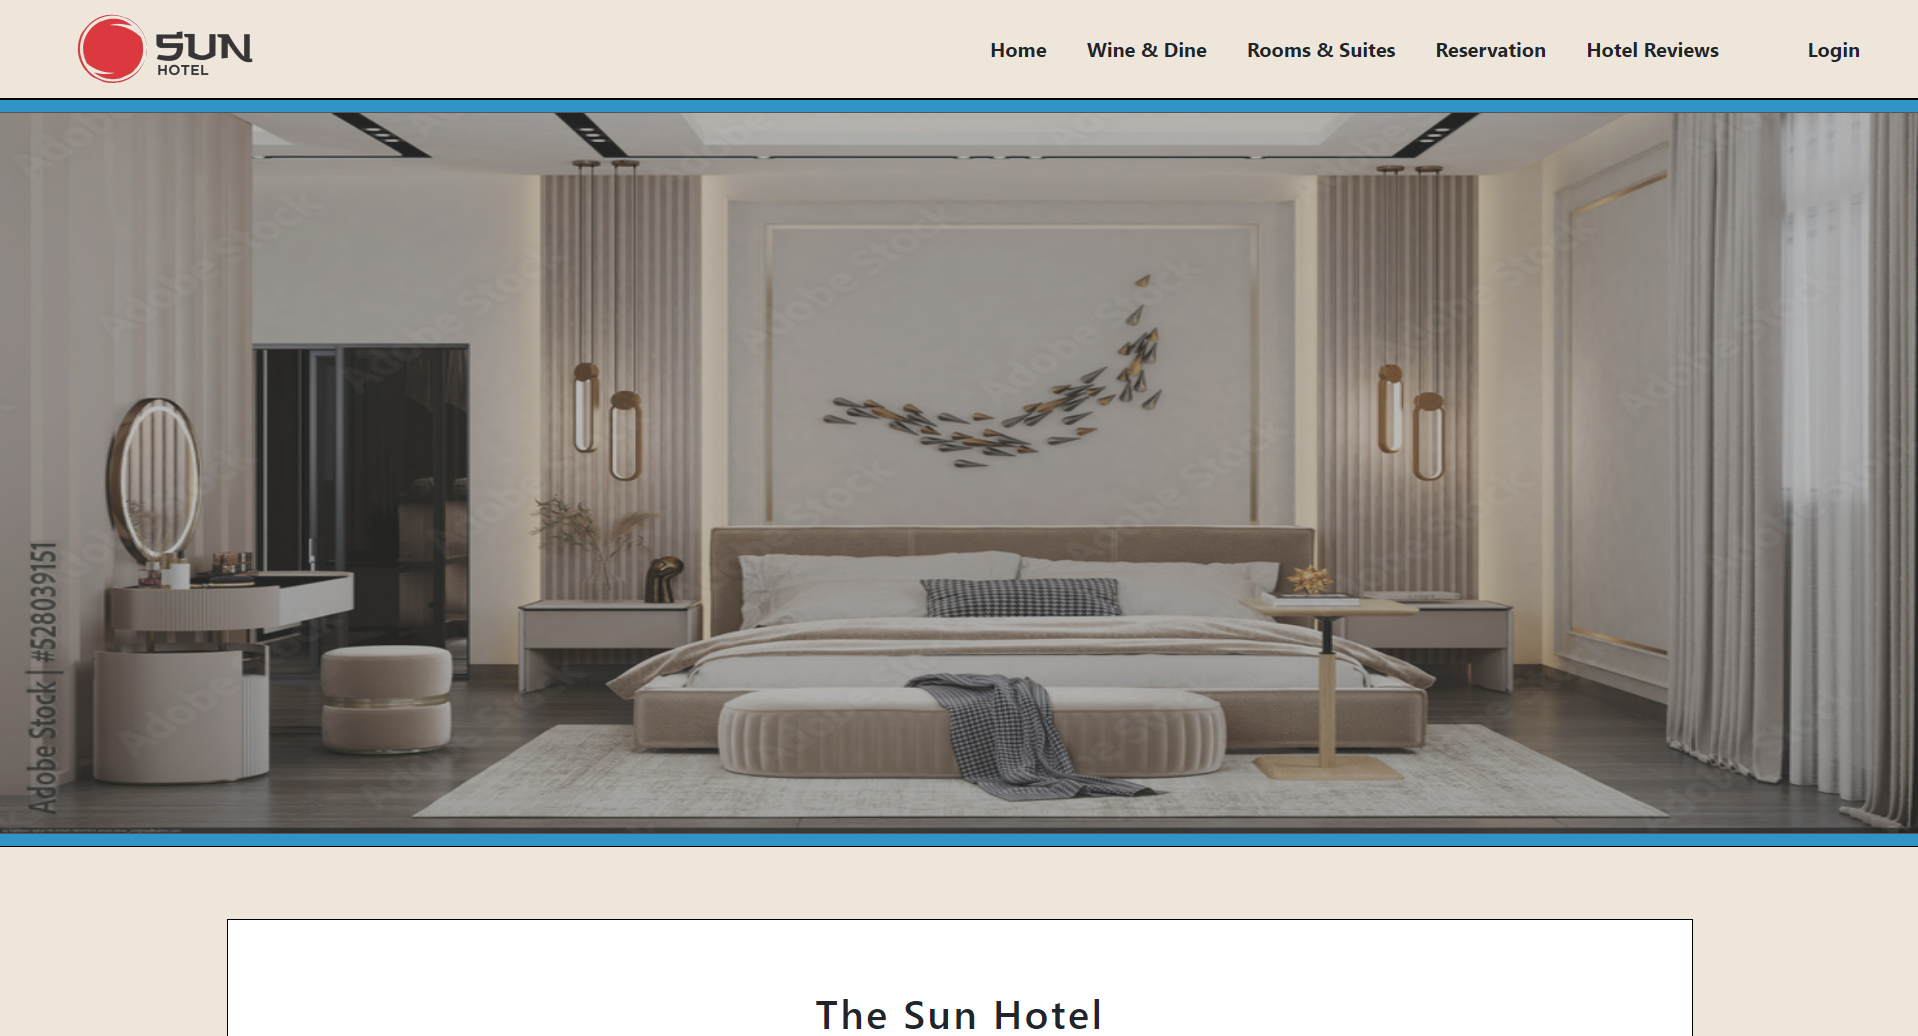 SUN
HOTEL
Home
Wine & Dine
Rooms & Suites
Reservation
Hotel Reviews
Login
Adobe Stock | #528039151
The Sun Hotel